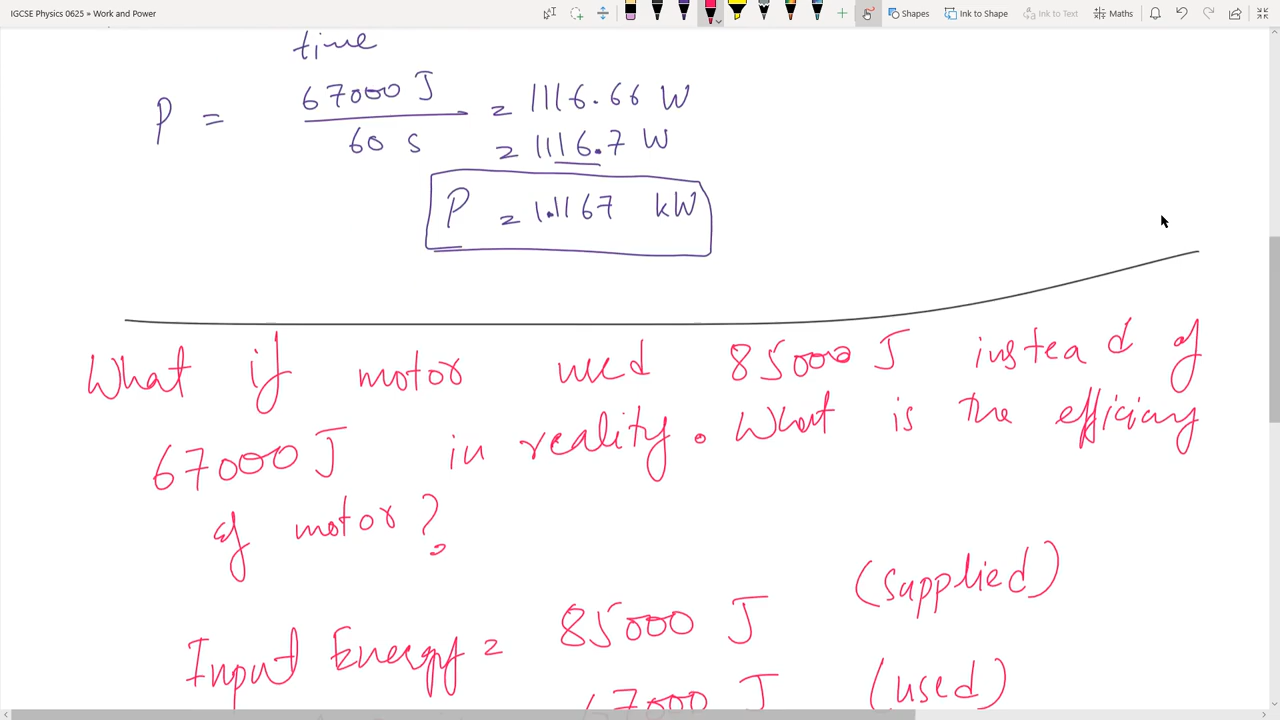 IGCSE Physics 0625 » Work and Power
Shapes Ink to Shape Ink to Text Maths
time
P = 67000 J / 60 s = 1116.66 W
= 1116.7 W
P = 1.1167 kW
What if motor used 85000 J instead of
67000 J in reality. What is the efficiency
of motor?
Input Energy = 85000 J (supplied)
67000 J (used)